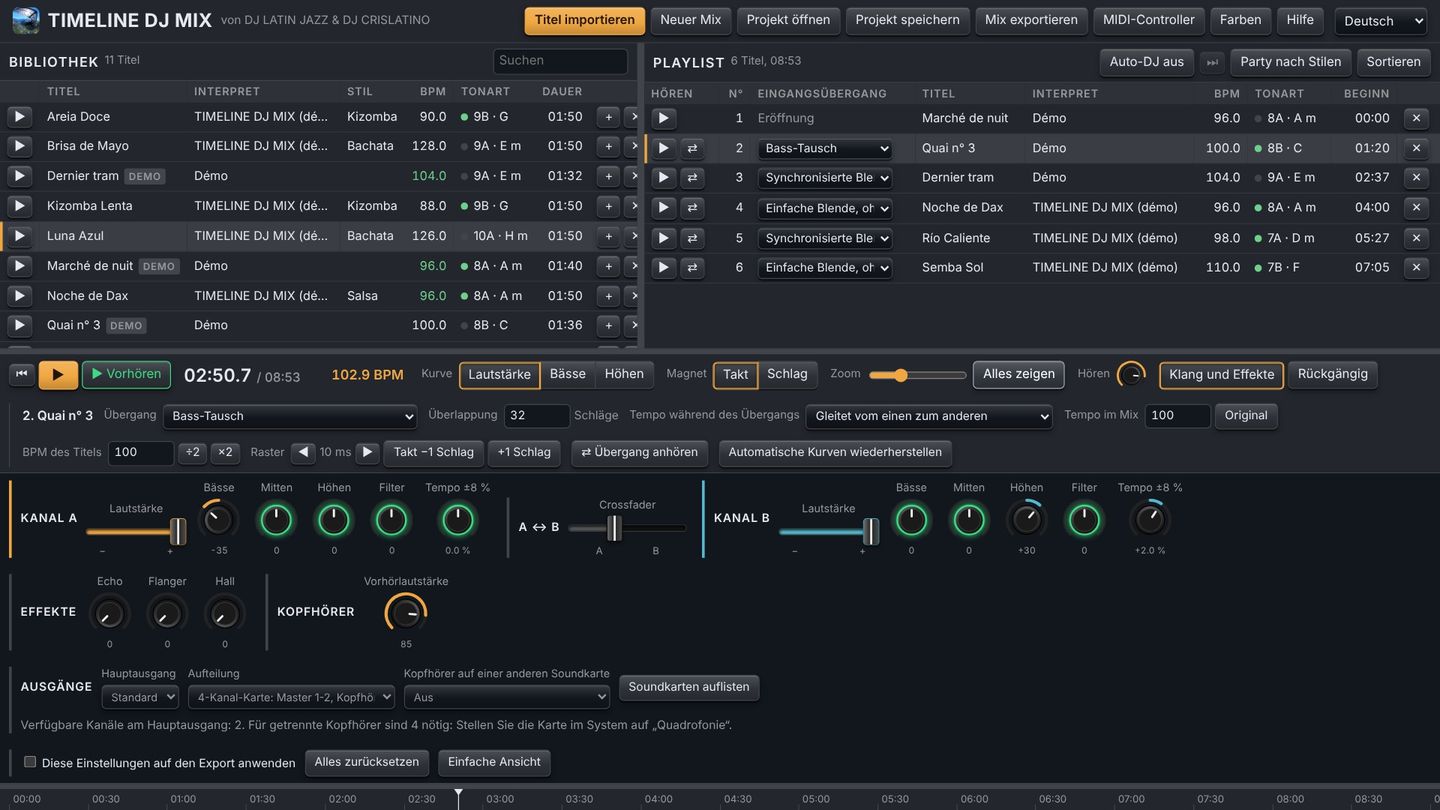 TIMELINE DJ MIX von DJ LATIN JAZZ & DJ CRISLATINO Titel importieren Neuer Mix Projekt öffnen Projekt speichern Mix exportieren MIDI-Controller Farben Hilfe Deutsch
BIBLIOTHEK 11 Titel Suchen
TITEL INTERPRET STIL BPM TONART DAUER
Areia Doce TIMELINE DJ MIX (dé... Kizomba 90.0 9B · G 01:50 + ×
Brisa de Mayo TIMELINE DJ MIX (dé... Bachata 128.0 9A · E m 01:50 + ×
Dernier tram DEMO Démo 104.0 9A · E m 01:32 + ×
Kizomba Lenta TIMELINE DJ MIX (dé... Kizomba 88.0 9B · G 01:50 + ×
Luna Azul TIMELINE DJ MIX (dé... Bachata 126.0 10A · H m 01:50 + ×
Marché de nuit DEMO Démo 96.0 8A · A m 01:40 + ×
Noche de Dax TIMELINE DJ MIX (dé... Salsa 96.0 8A · A m 01:50 + ×
Quai n° 3 DEMO Démo 100.0 8B · C 01:36 + ×
PLAYLIST 6 Titel, 08:53 Auto-DJ aus Party nach Stilen Sortieren
HÖREN N° EINGANGSÜBERGANG TITEL INTERPRET BPM TONART BEGINN
1 Eröffnung Marché de nuit Démo 96.0 8A · A m 00:00 ×
2 Bass-Tausch Quai n° 3 Démo 100.0 8B · C 01:20 ×
3 Synchronisierte Ble Dernier tram Démo 104.0 9A · E m 02:37 ×
4 Einfache Blende, oh Noche de Dax TIMELINE DJ MIX (démo) 96.0 8A · A m 04:00 ×
5 Synchronisierte Ble Río Caliente TIMELINE DJ MIX (démo) 98.0 7A · D m 05:27 ×
6 Einfache Blende, oh Semba Sol TIMELINE DJ MIX (démo) 110.0 7B · F 07:05 ×
Vorhören 02:50.7 / 08:53 102.9 BPM Kurve Lautstärke Bässe Höhen Magnet Takt Schlag Zoom Alles zeigen Hören Klang und Effekte Rückgängig
2. Quai n° 3 Übergang Bass-Tausch Überlappung 32 Schläge Tempo während des Übergangs Gleitet vom einen zum anderen Tempo im Mix 100 Original
BPM des Titels 100 ÷2 ×2 Raster ◀ 10 ms ▶ Takt −1 Schlag +1 Schlag ⇄ Übergang anhören Automatische Kurven wiederherstellen
KANAL A Lautstärke − + Bässe -35 Mitten 0 Höhen 0 Filter 0 Tempo ±8 % 0.0 %
A ↔ B Crossfader A B
KANAL B Lautstärke − + Bässe 0 Mitten 0 Höhen +30 Filter 0 Tempo ±8 % +2.0 %
EFFEKTE Echo 0 Flanger 0 Hall 0
KOPFHÖRER Vorhörlautstärke 85
AUSGÄNGE Hauptausgang Standard Aufteilung 4-Kanal-Karte: Master 1-2, Kopfhö Kopfhörer auf einer anderen Soundkarte Aus Soundkarten auflisten
Verfügbare Kanäle am Hauptausgang: 2. Für getrennte Kopfhörer sind 4 nötig: Stellen Sie die Karte im System auf „Quadrofonie“.
Diese Einstellungen auf den Export anwenden Alles zurücksetzen Einfache Ansicht
00:00 00:30 01:00 01:30 02:00 02:30 03:00 03:30 04:00 04:30 05:00 05:30 06:00 06:30 07:00 07:30 08:00 08:30